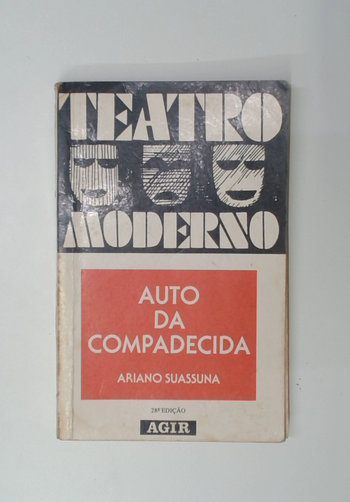 TEATRO
MODERNO
AUTO
DA
COMPADECIDA
ARIANO SUASSUNA
28ª EDIÇÃO
AGIR